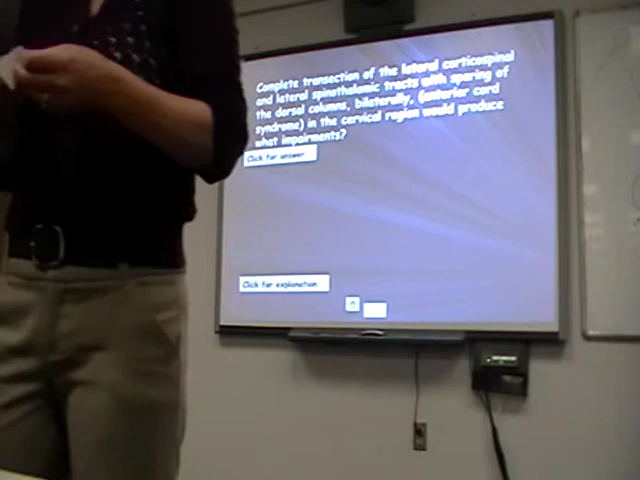 Complete transection of the lateral corticospinal
and lateral spinothalamic tracts with sparing of
the dorsal columns, bilaterally, (anterior cord
syndrome) in the cervical region would produce
what impairments?
Click for answer
Click for explanation